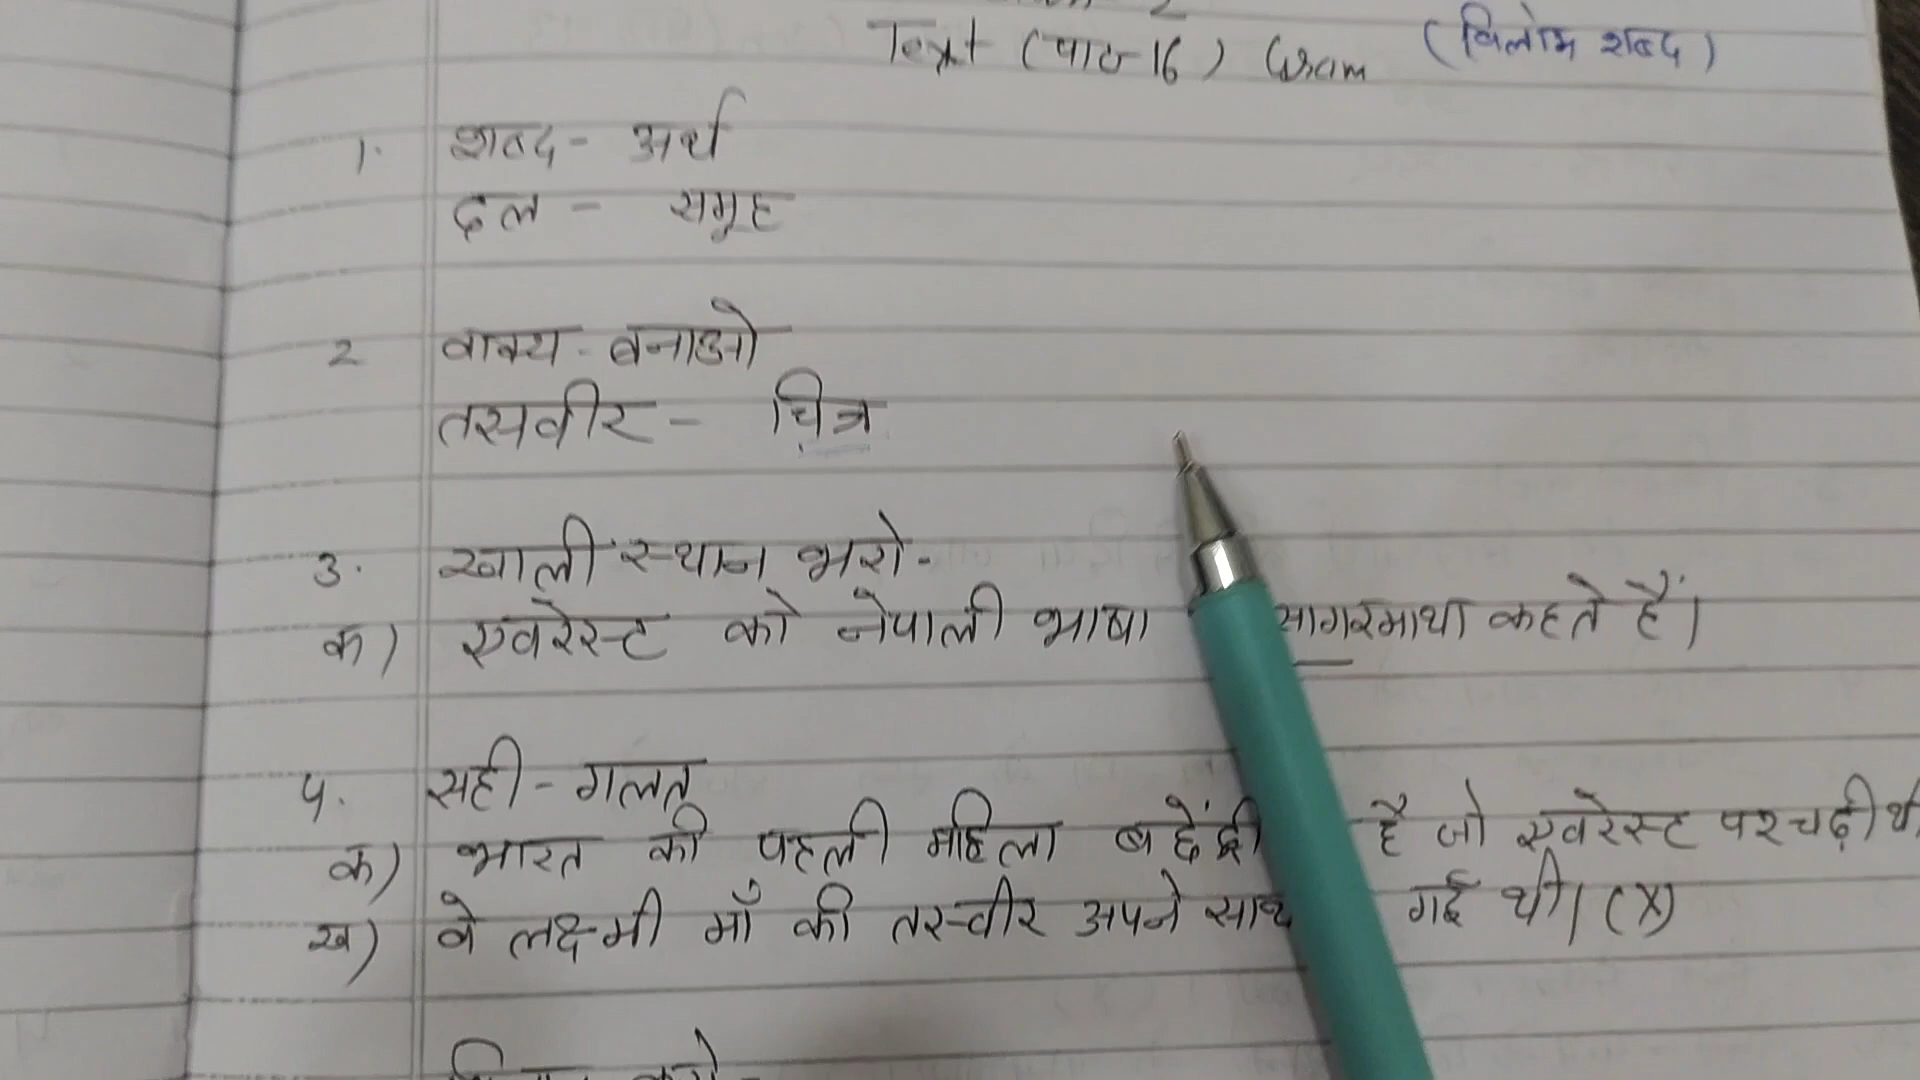 Text (पाठ-16) Gram (विलोम शब्द)
1. शब्द - अर्थ
दल - समूह
2 वाक्य - बनाओ
तसवीर - चित्र
3. खाली स्थान भरो -
क) एवरेस्ट को नेपाली भाषा सागरमाथा कहते हैं।
4. सही - गलत
क) भारत की पहली महिला बछेंद्री है जो एवरेस्ट पर चढ़ी थी
ख) वे लक्ष्मी माँ की तस्वीर अपने साथ गई थी। (X)